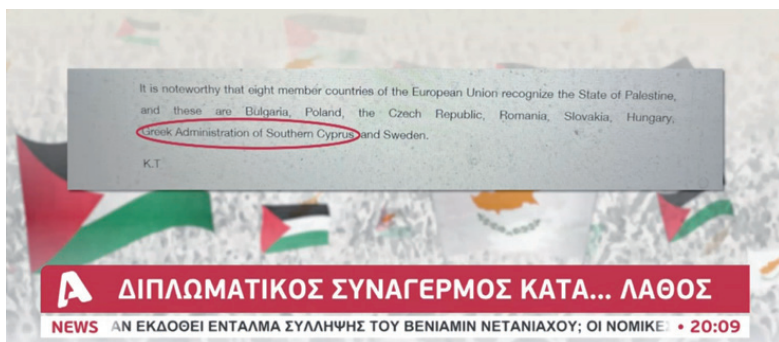 It is noteworthy that eight member countries of the European Union recognize the State of Palestine,
and these are Bulgaria, Poland, the Czech Republic, Romania, Slovakia, Hungary,
Greek Administration of Southern Cyprus and Sweden.
K.T
ΔΙΠΛΩΜΑΤΙΚΟΣ ΣΥΝΑΓΕΡΜΟΣ ΚΑΤΑ... ΛΑΘΟΣ
NEWS ΑΝ ΕΚΔΟΘΕΙ ΕΝΤΑΛΜΑ ΣΥΛΛΗΨΗΣ ΤΟΥ ΒΕΝΙΑΜΙΝ ΝΕΤΑΝΙΑΧΟΥ; ΟΙ ΝΟΜΙΚΕΣ • 20:09